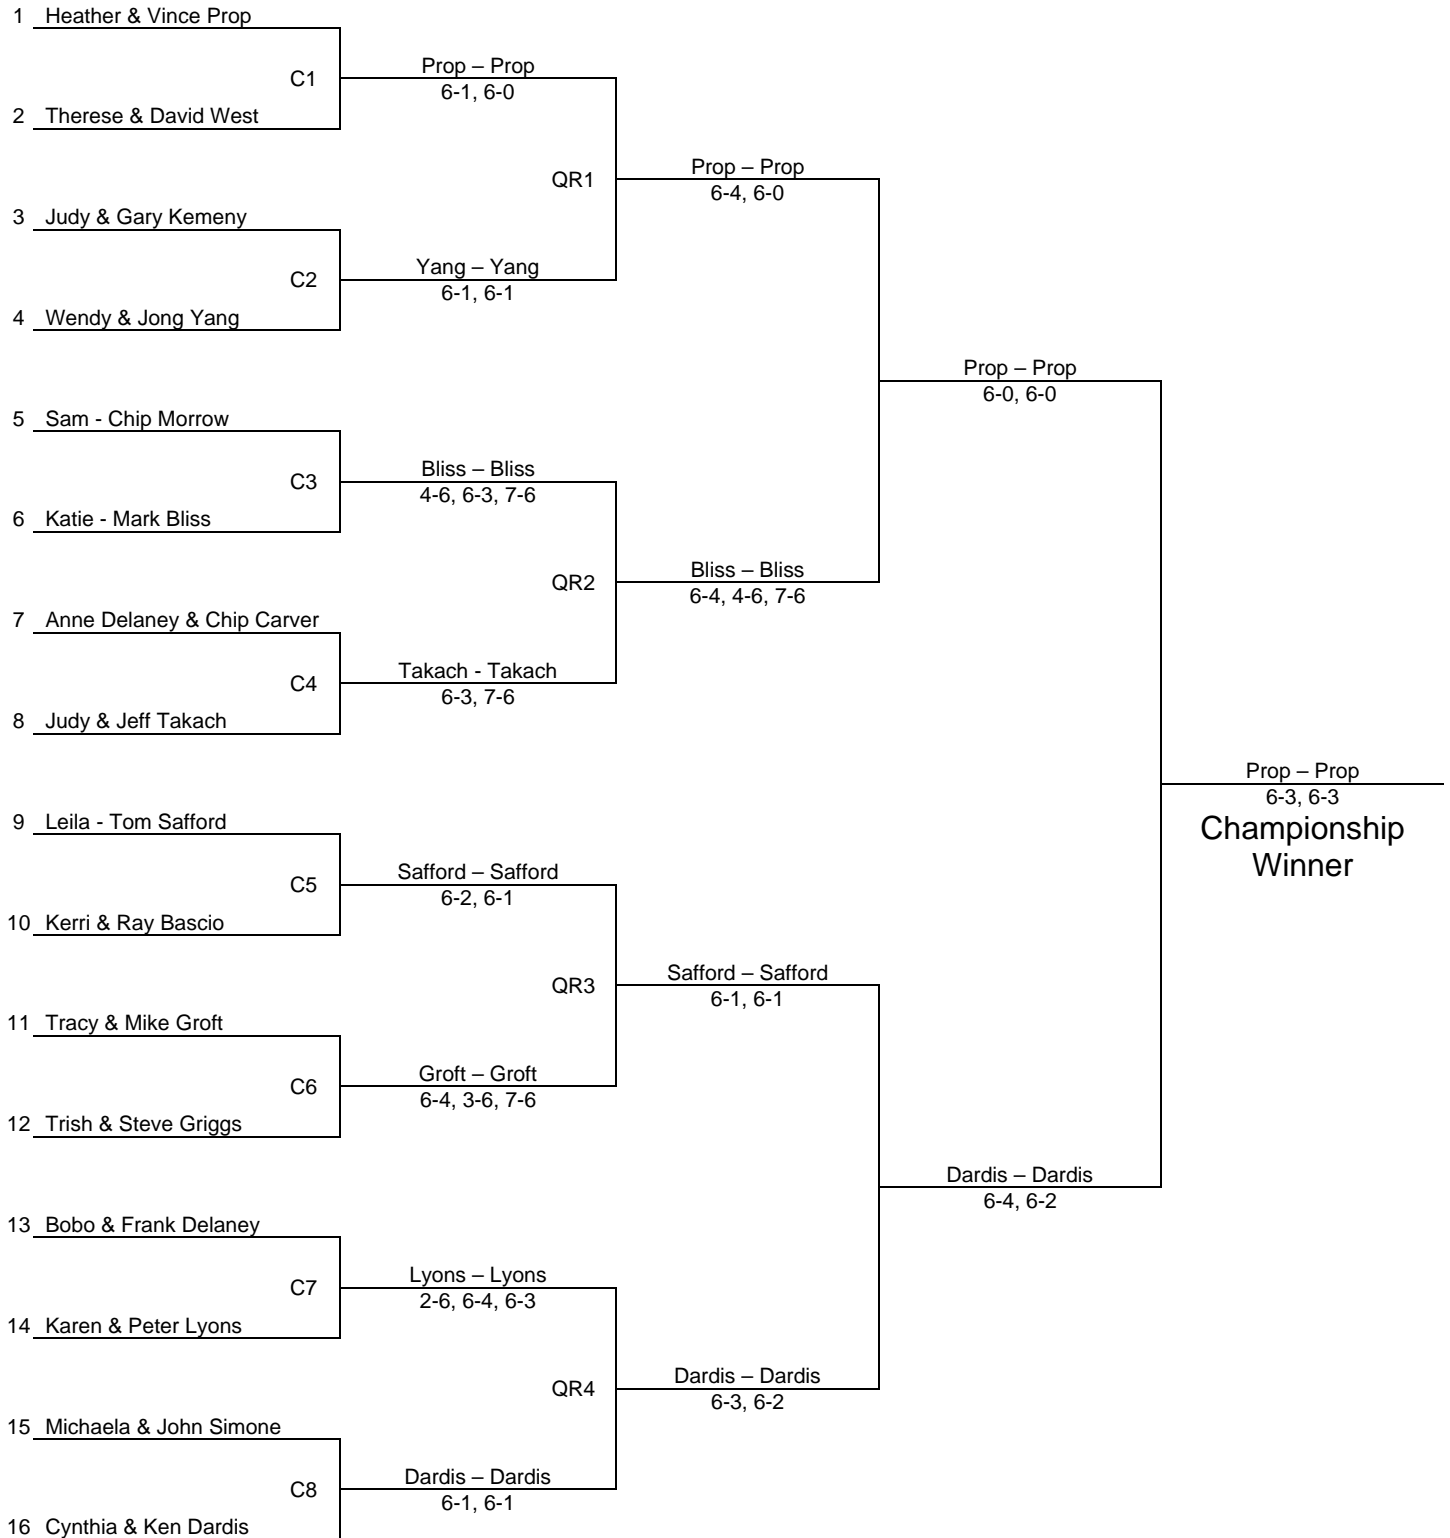 1 Heather & Vince Prop
C1
Prop – Prop
6-1, 6-0
2 Therese & David West
QR1
Prop – Prop
6-4, 6-0
3 Judy & Gary Kemeny
C2
Yang – Yang
6-1, 6-1
4 Wendy & Jong Yang
Prop – Prop
6-0, 6-0
5 Sam - Chip Morrow
C3
Bliss – Bliss
4-6, 6-3, 7-6
6 Katie - Mark Bliss
QR2
Bliss – Bliss
6-4, 4-6, 7-6
7 Anne Delaney & Chip Carver
C4
Takach - Takach
6-3, 7-6
8 Judy & Jeff Takach
Prop – Prop
6-3, 6-3
Championship
Winner
9 Leila - Tom Safford
C5
Safford – Safford
6-2, 6-1
10 Kerri & Ray Bascio
QR3
Safford – Safford
6-1, 6-1
11 Tracy & Mike Groft
C6
Groft – Groft
6-4, 3-6, 7-6
12 Trish & Steve Griggs
Dardis – Dardis
6-4, 6-2
13 Bobo & Frank Delaney
C7
Lyons – Lyons
2-6, 6-4, 6-3
14 Karen & Peter Lyons
QR4
Dardis – Dardis
6-3, 6-2
15 Michaela & John Simone
C8
Dardis – Dardis
6-1, 6-1
16 Cynthia & Ken Dardis